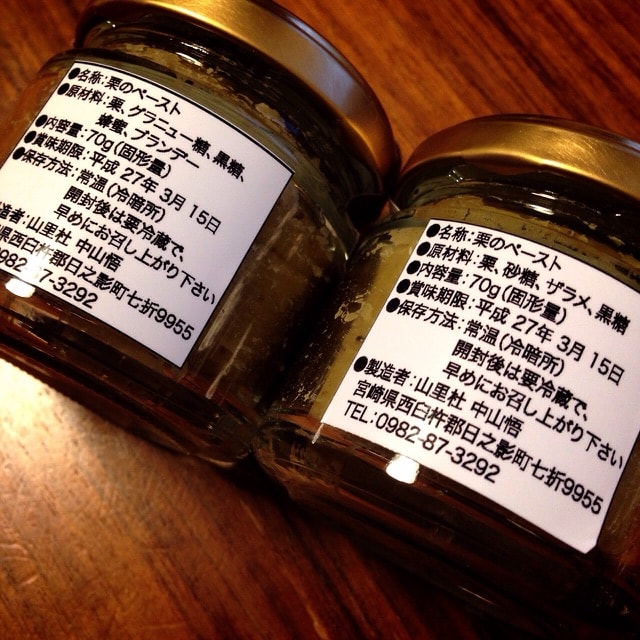 ●名称:栗のペースト
●原材料:栗、グラニュー糖、黒糖、
蜂蜜、ブランデー
●内容量:70g(固形量)
●賞味期限:平成 27年 3月 15日
●保存方法:常温(冷暗所)
開封後は要冷蔵で、
早めにお召し上がり下さい
造者:山里杜 中山悟
県西臼杵郡日之影町七折9955
0982-87-3292
●名称:栗のペースト
●原材料:栗、砂糖、ザラメ、黒糖
●内容量:70g(固形量)
●賞味期限:平成 27年 3月 15日
●保存方法:常温(冷暗所)
開封後は要冷蔵で、
早めにお召し上がり下さい
●製造者:山里杜 中山悟
宮崎県西臼杵郡日之影町七折9955
TEL:0982-87-3292